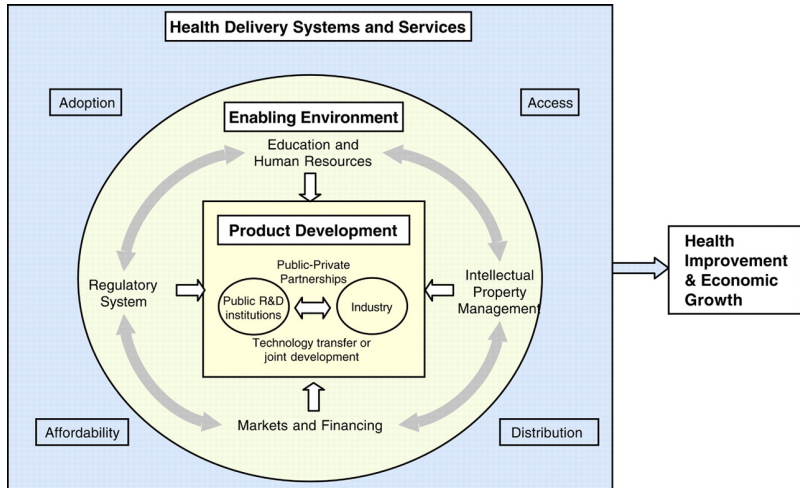 Health Delivery Systems and Services
Adoption
Access
Enabling Environment
Education and
Human Resources
Product Development
Public-Private
Partnerships
Regulatory
System
Public R&D
institutions
Industry
Intellectual
Property
Management
Technology transfer or
joint development
Markets and Financing
Affordability
Distribution
Health
Improvement
& Economic
Growth